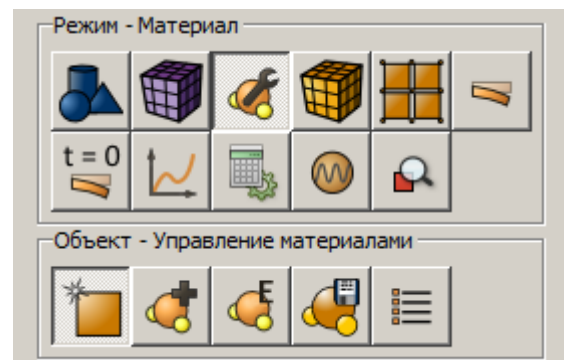 Режим - Материал
t = 0
Объект - Управление материалами
E